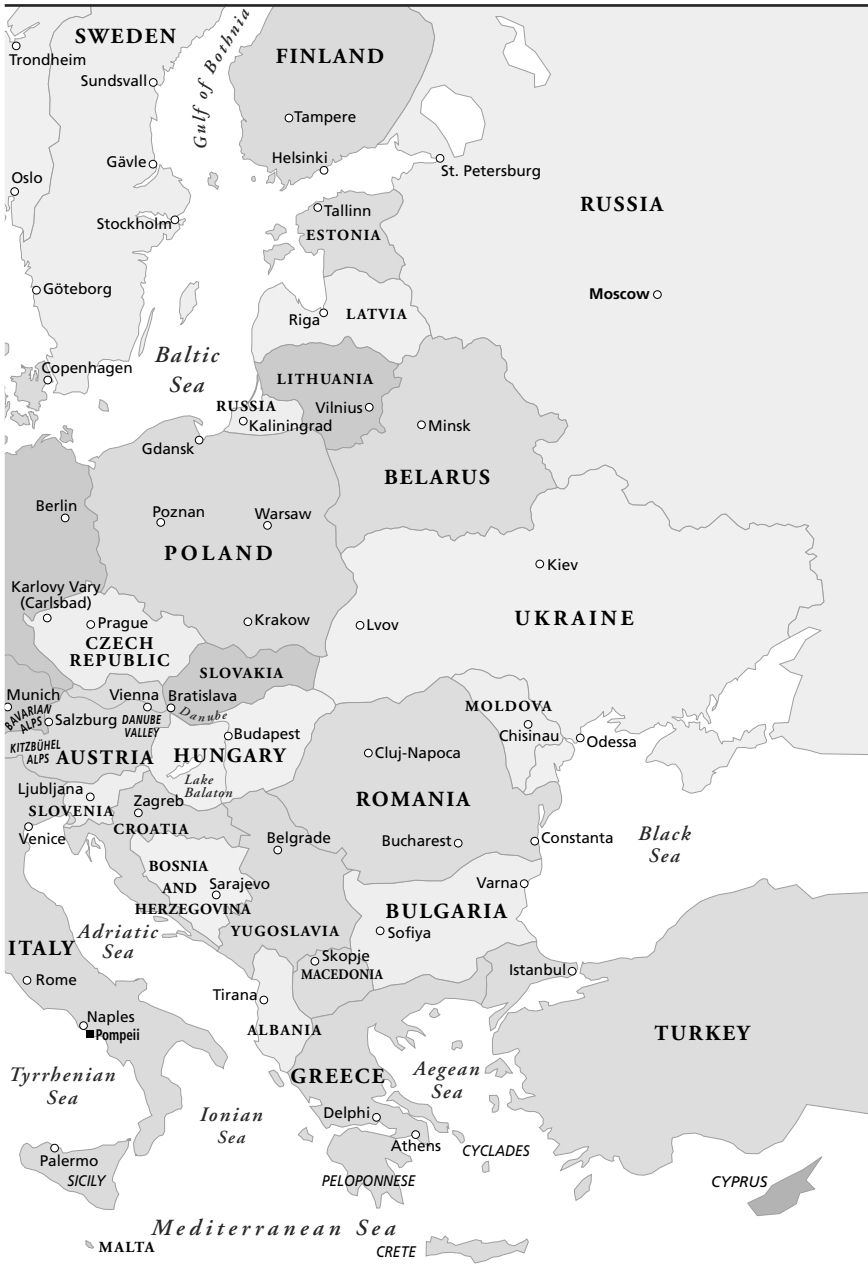 SWEDEN
Trondheim
Sundsvall
Gulf of Bothnia
FINLAND
Tampere
Gävle
Helsinki
St. Petersburg
Oslo
Stockholm
Tallinn
ESTONIA
RUSSIA
Göteborg
Moscow
Riga
LATVIA
Baltic
Sea
Copenhagen
LITHUANIA
RUSSIA
Vilnius
Kaliningrad
Minsk
Gdansk
BELARUS
Berlin
Poznan
Warsaw
POLAND
Kiev
Karlovy Vary
(Carlsbad)
Prague
Krakow
Lvov
UKRAINE
CZECH
REPUBLIC
SLOVAKIA
Munich
Vienna
Bratislava
MOLDOVA
BAVARIAN
ALPS
Salzburg
DANUBE
VALLEY
Danube
Chisinau
Odessa
KITZBÜHEL
ALPS
AUSTRIA
Budapest
HUNGARY
Cluj-Napoca
Lake
Balaton
Ljubljana
SLOVENIA
Zagreb
CROATIA
ROMANIA
Venice
Belgrade
Bucharest
Constanta
Black
Sea
BOSNIA
AND
HERZEGOVINA
Sarajevo
Varna
BULGARIA
YUGOSLAVIA
Sofiya
Adriatic
Sea
ITALY
Rome
Skopje
MACEDONIA
Istanbul
Tirana
Naples
Pompeii
ALBANIA
TURKEY
Tyrrhenian
Sea
GREECE
Aegean
Sea
Ionian
Sea
Delphi
Athens
CYCLADES
Palermo
SICILY
PELOPONNESE
CYPRUS
Mediterranean Sea
MALTA
CRETE